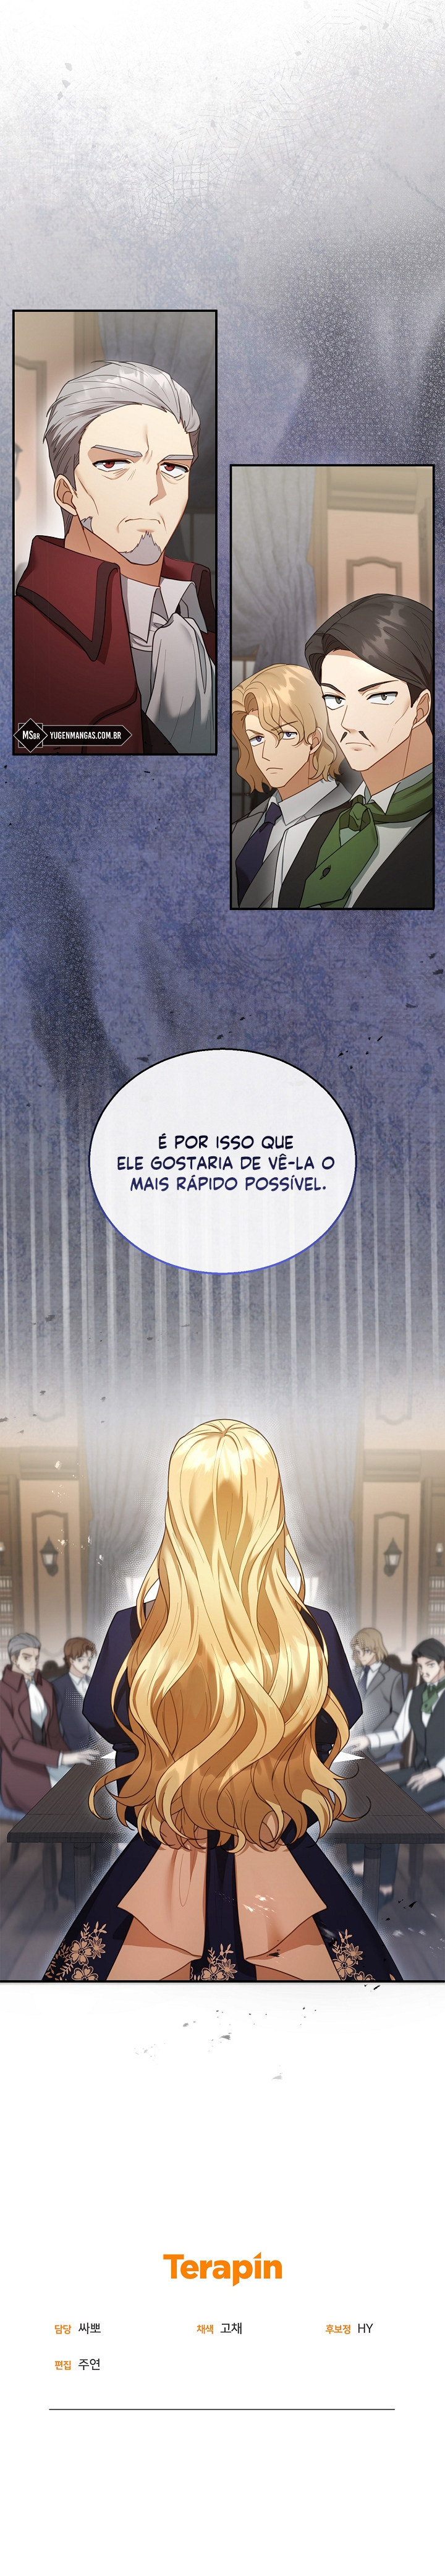 MSBR YUGENMANGAS.COM.BR
É POR ISSO QUE
ELE GOSTARIA DE VÊ-LA O
MAIS RÁPIDO POSSÍVEL.
Terapin
담당 싸뽀 채색 고채 후보정 HY
편집 주연